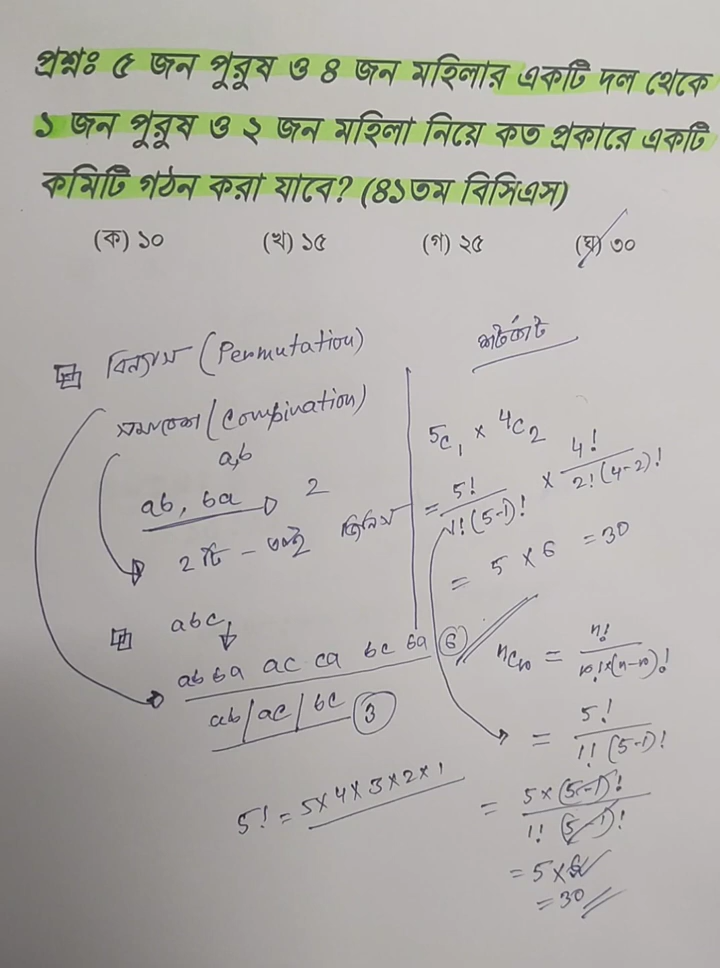 প্রশ্নঃ ৫ জন পুরুষ ও ৪ জন মহিলার একটি দল থেকে
১ জন পুরুষ ও ২ জন মহিলা নিয়ে কত প্রকারে একটি
কমিটি গঠন করা যাবে? (৪১তম বিসিএস)
(ক) ১০ (খ) ১৫ (গ) ২৫ (ঘ) ৩০
বিন্যাস (Permutation)
সমাবেশ (Combination)
a,b
ab, ba → 2
2 টি - একই জিনিস
abc
ab ba ac ca bc ba 6
ab/ac/bc 3
5! = 5×4×3×2×1
শর্টকাট
5c1 × 4c2
= 5!/1!(5-1)! × 4!/2!(4-2)!
= 5 × 6 = 30
ncr = n!/r!×(n-r)!
= 5!/1!(5-1)!
= 5×(5-1)!/1!(5-1)!
= 5×6
= 30